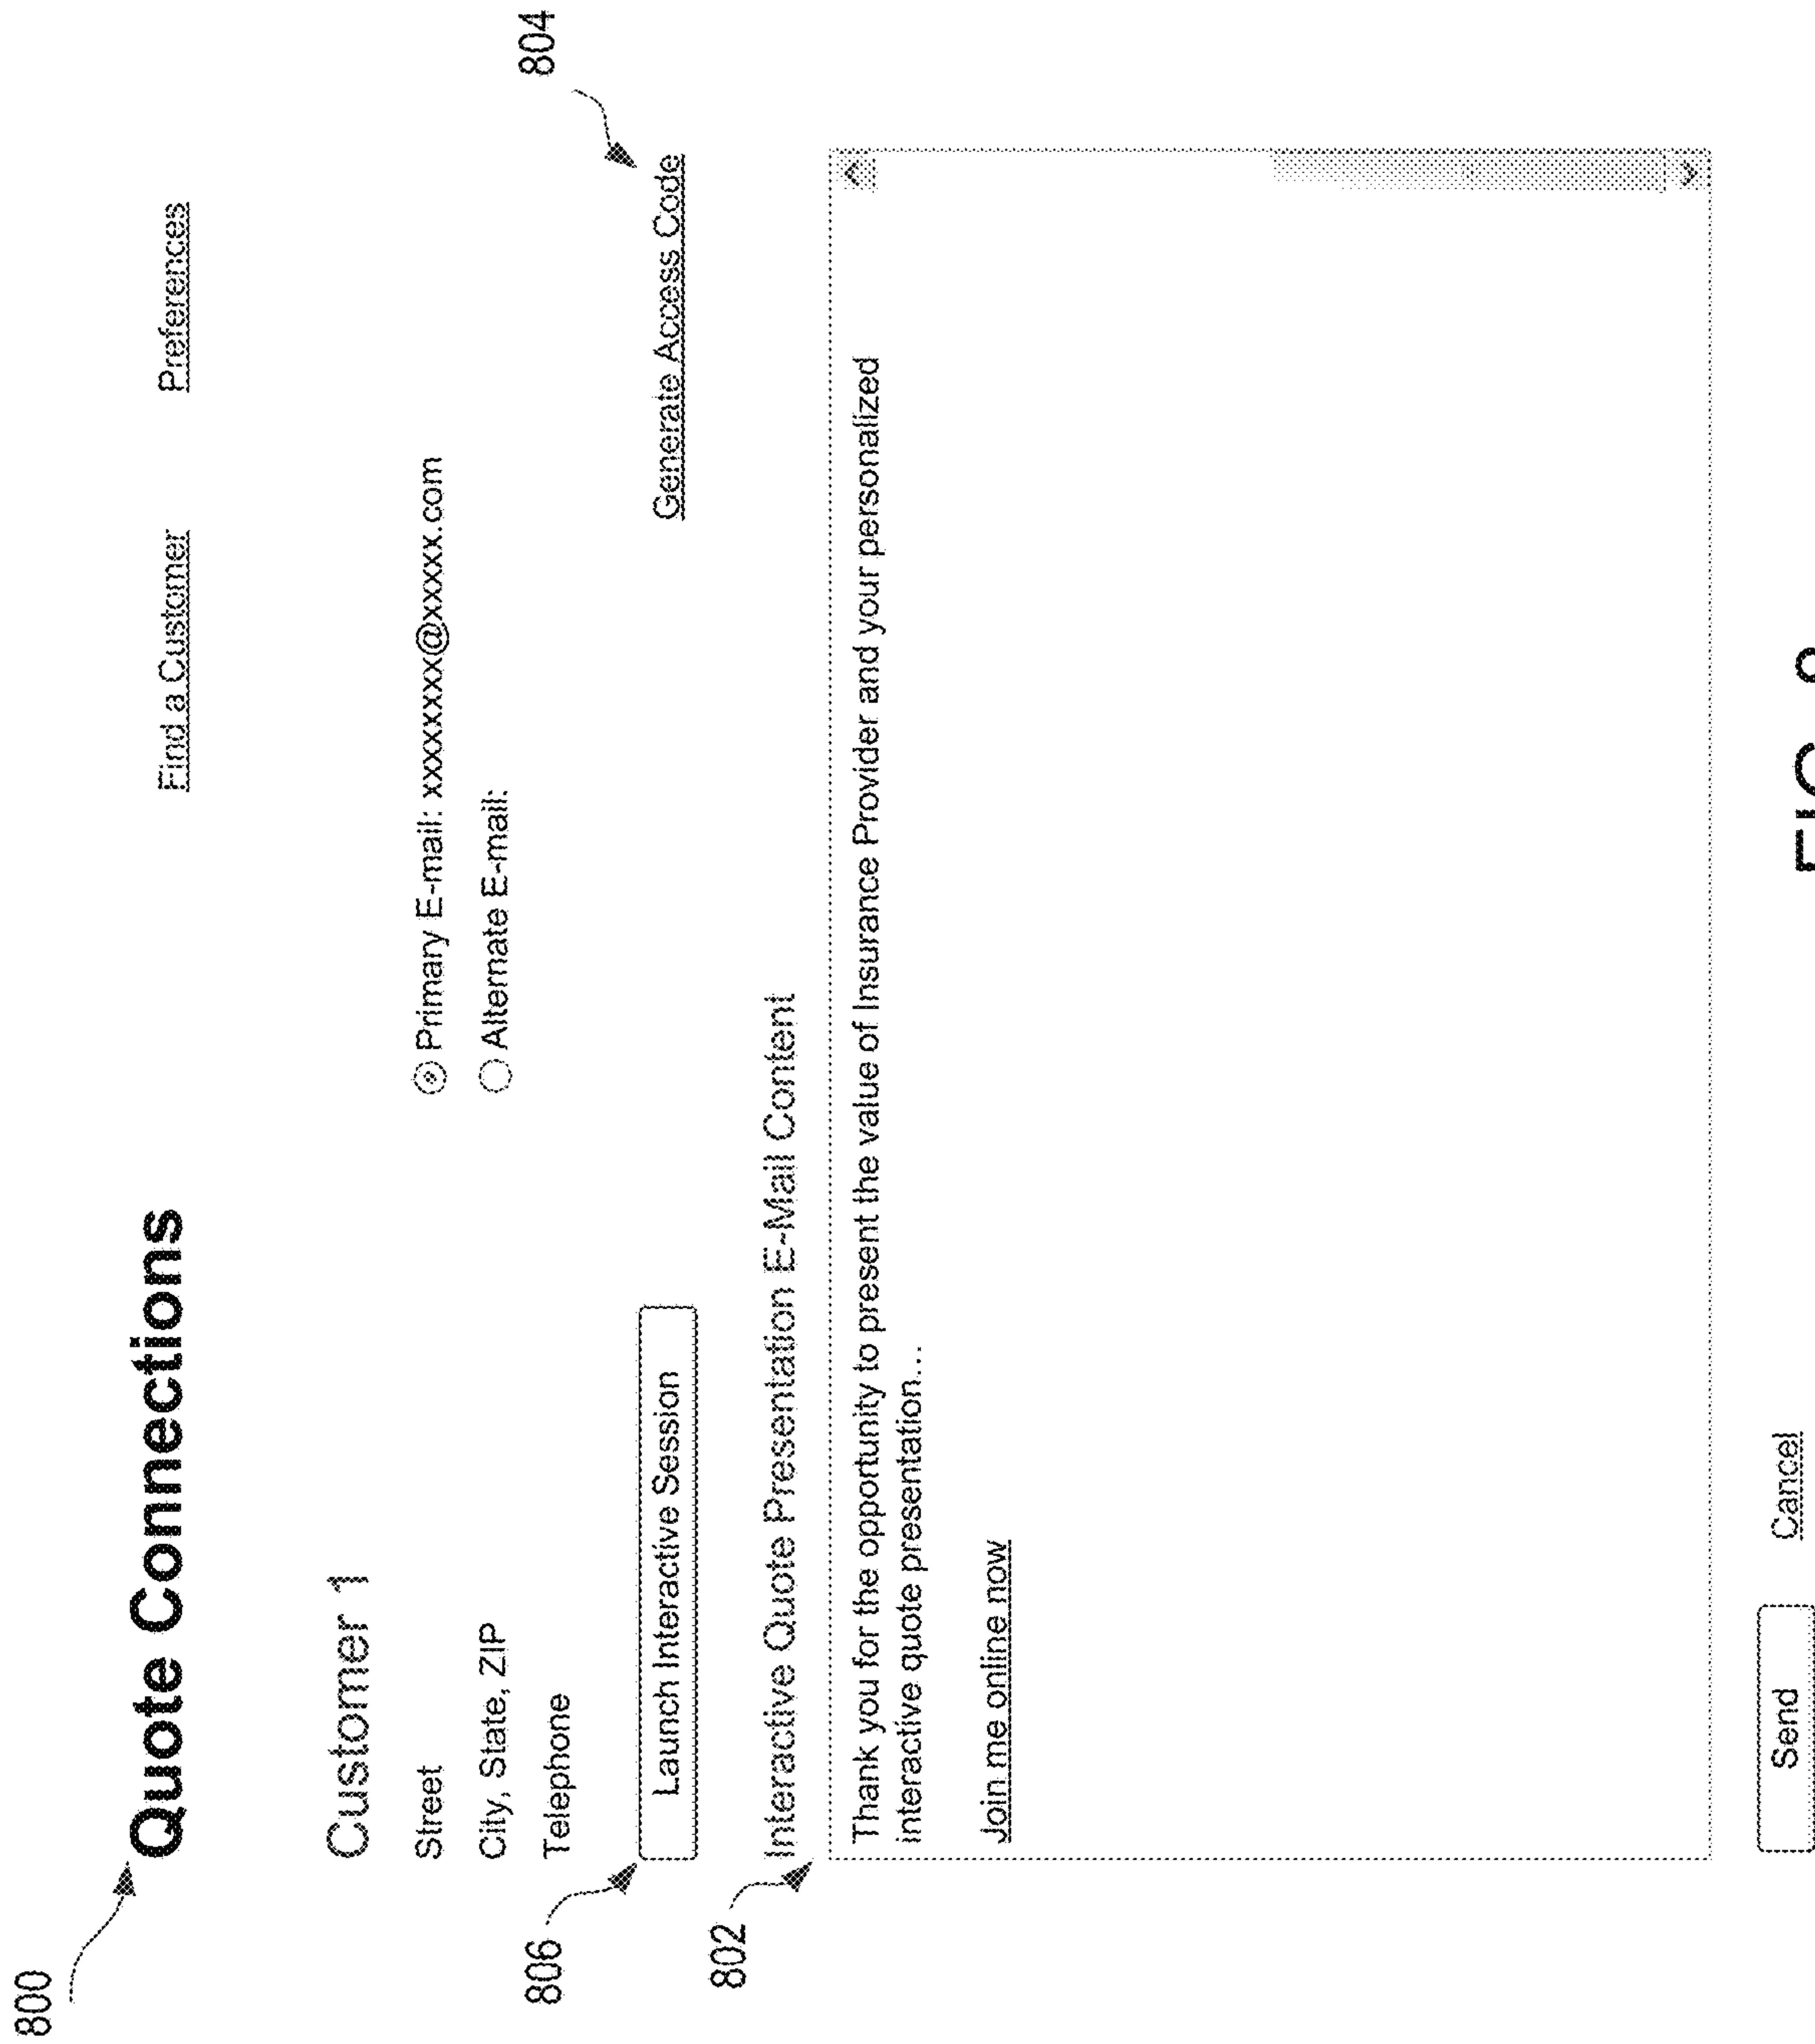 800
Quote Connections
Find a Customer
Preferences
Customer 1
Street
City, State, ZIP
Telephone
Primary E-mail: xxxxxxx@xxxxx.com
Alternate E-mail:
806
Launch Interactive Session
804
Generate Access Code
802
Interactive Quote Presentation E-Mail Content
Thank you for the opportunity to present the value of Insurance Provider and your personalized
interactive quote presentation...
Join me online now
Send
Cancel